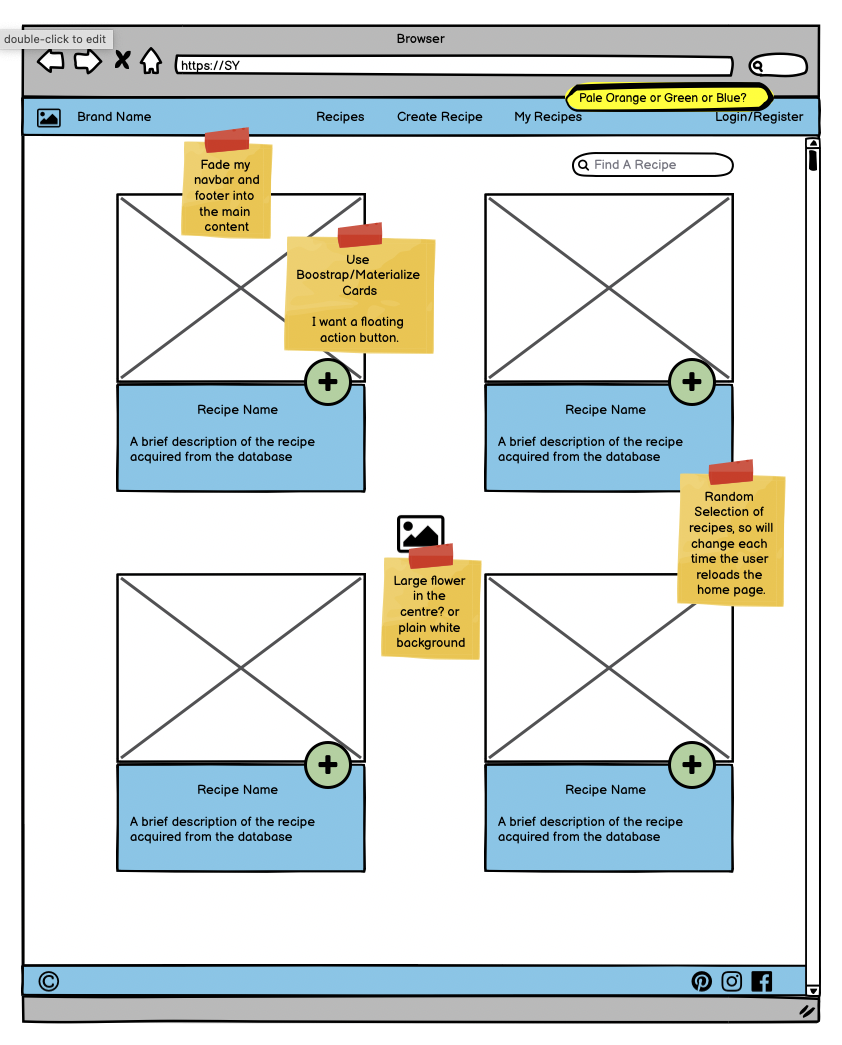 double-click to edit
Browser
https://SY
Pale Orange or Green or Blue?
Brand Name
Recipes
Create Recipe
My Recipes
Login/Register
Find A Recipe
Fade my
navbar and
footer into
the main
content
Use
Boostrap/Materialize
Cards
I want a floating
action button.
Recipe Name
A brief description of the recipe
acquired from the database
Recipe Name
A brief description of the recipe
acquired from the database
Random
Selection of
recipes, so will
change each
time the user
reloads the
home page.
Large flower
in the
centre? or
plain white
background
Recipe Name
A brief description of the recipe
acquired from the database
Recipe Name
A brief description of the recipe
acquired from the database
©